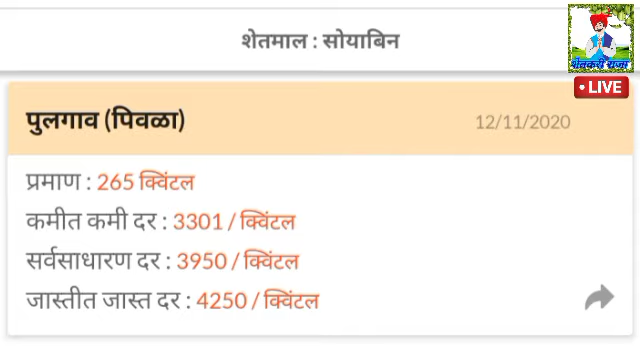 शेतमाल : सोयाबिन
शेतकरी राजा
• LIVE
पुलगाव (पिवळा)
12/11/2020
प्रमाण : 265 क्विंटल
कमीत कमी दर : 3301 / क्विंटल
सर्वसाधारण दर : 3950 / क्विंटल
जास्तीत जास्त दर : 4250 / क्विंटल